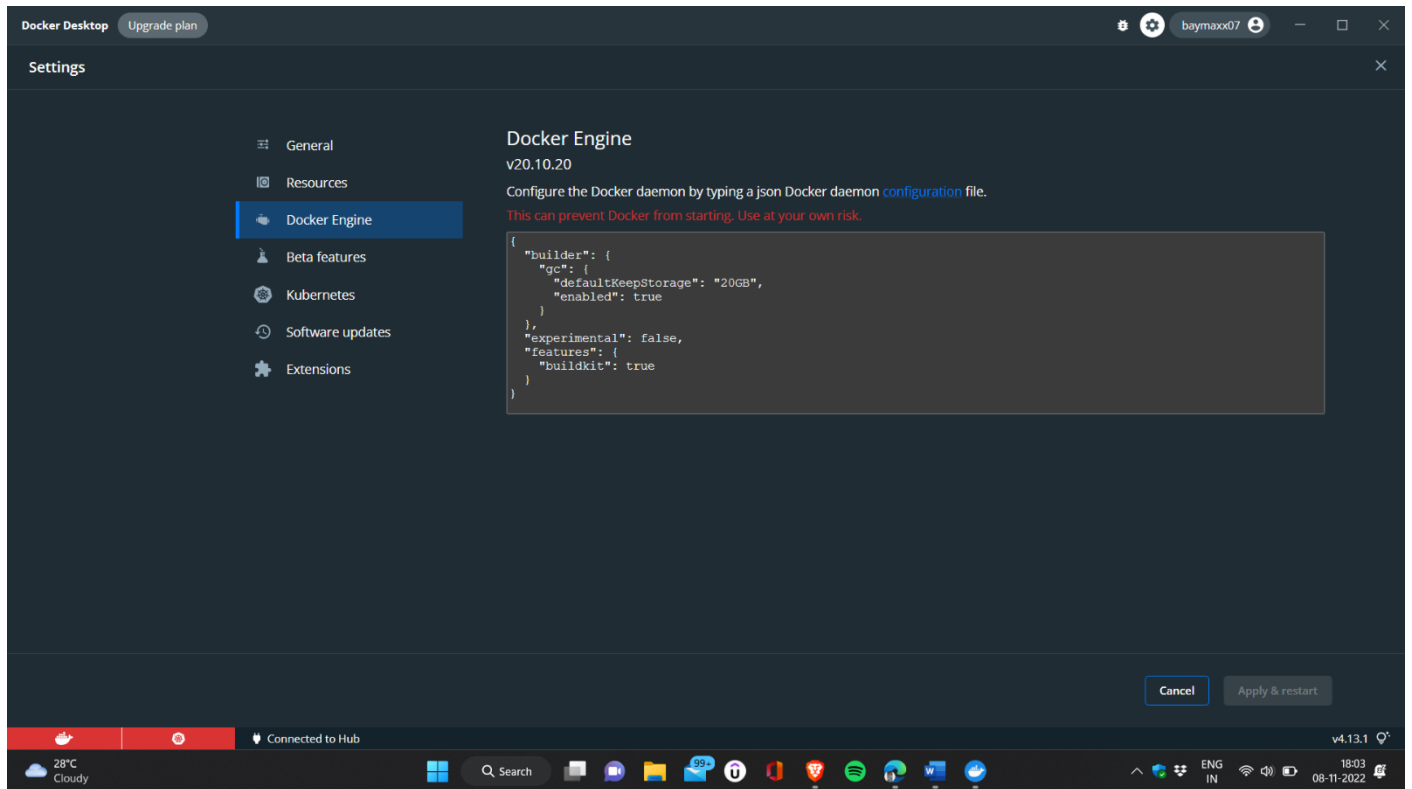 Docker Desktop Upgrade plan baymaxx07
Settings
General
Resources
Docker Engine
Beta features
Kubernetes
Software updates
Extensions
Docker Engine
v20.10.20
Configure the Docker daemon by typing a json Docker daemon configuration file.
This can prevent Docker from starting. Use at your own risk.
{
  "builder": {
    "gc": {
      "defaultKeepStorage": "20GB",
      "enabled": true
    }
  },
  "experimental": false,
  "features": {
    "buildkit": true
  }
}
Cancel Apply & restart
Connected to Hub v4.13.1
28°C
Cloudy
Search
99+
ENG
IN
18:03
08-11-2022